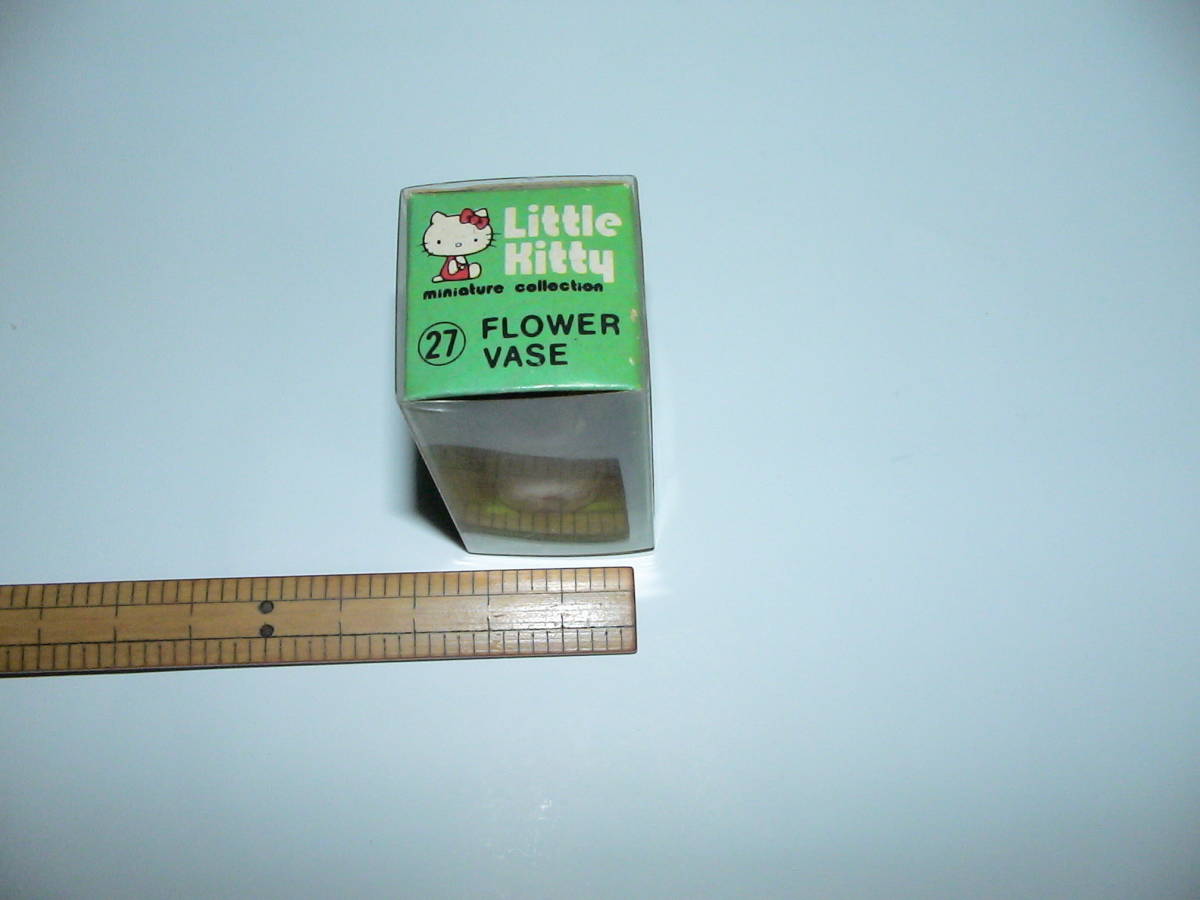 Little
Kitty
miniature collection
27 FLOWER
VASE